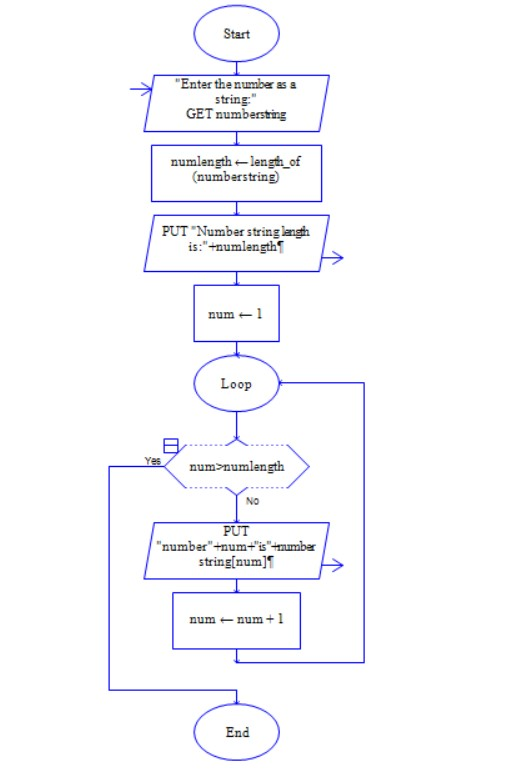 Start
"Enter the number as a
string:"
GET numberstring
numlength ← length_of
(numberstring)
PUT "Number string length
is:"+numlength¶
num ← 1
Loop
num>numlength
Yes
No
PUT
"number"+num+"is"+number
string[num]¶
num ← num + 1
End